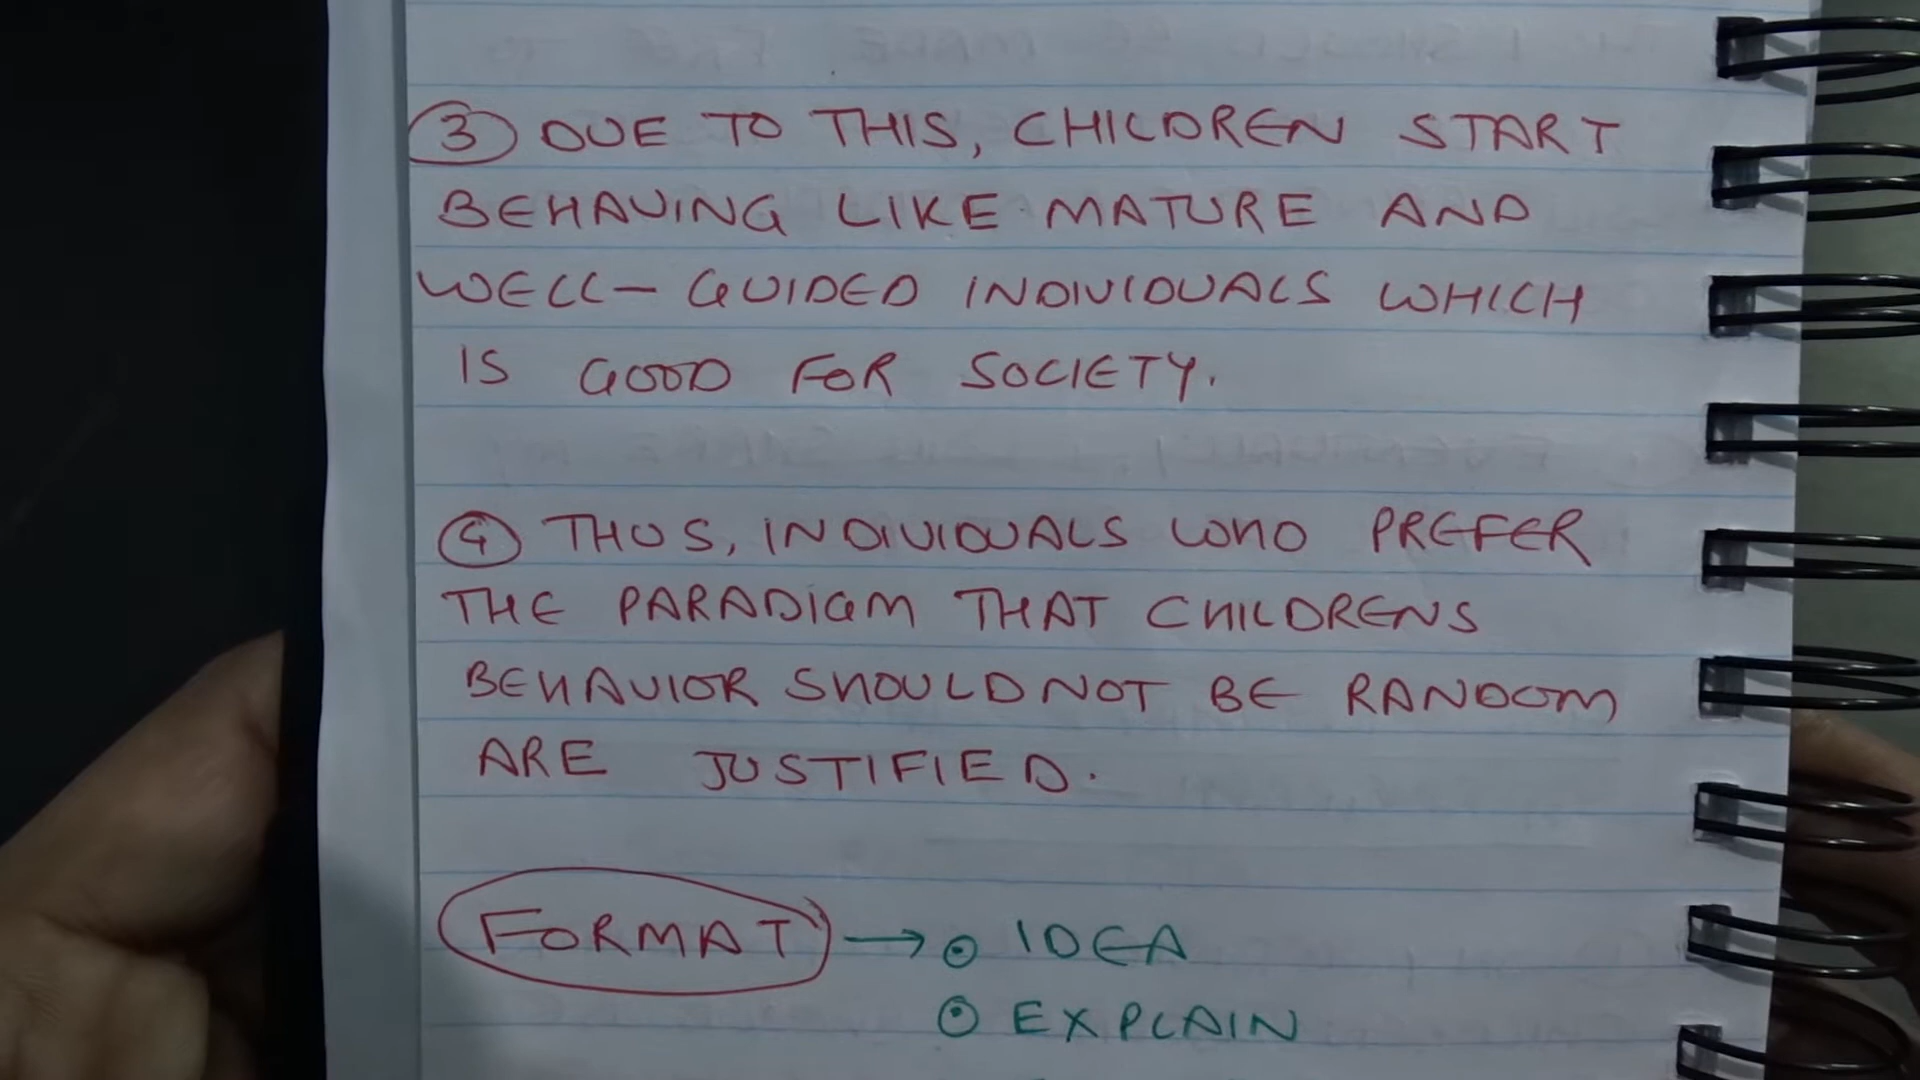 ③ DUE TO THIS, CHILDREN START
BEHAVING LIKE MATURE AND
WELL- GUIDED INDIVIDUALS WHICH
IS GOOD FOR SOCIETY.
④ THUS, INDIVIDUALS WHO PREFER
THE PARADIGM THAT CHILDRENS
BEHAVIOR SHOULD NOT BE RANDOM
ARE JUSTIFIED.
FORMAT → ⊙ IDEA
⊙ EXPLAIN